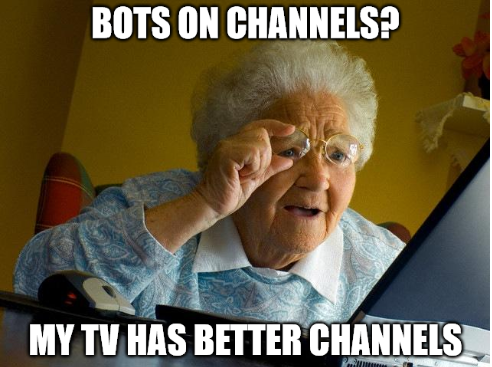 BOTS ON CHANNELS?
MY TV HAS BETTER CHANNELS